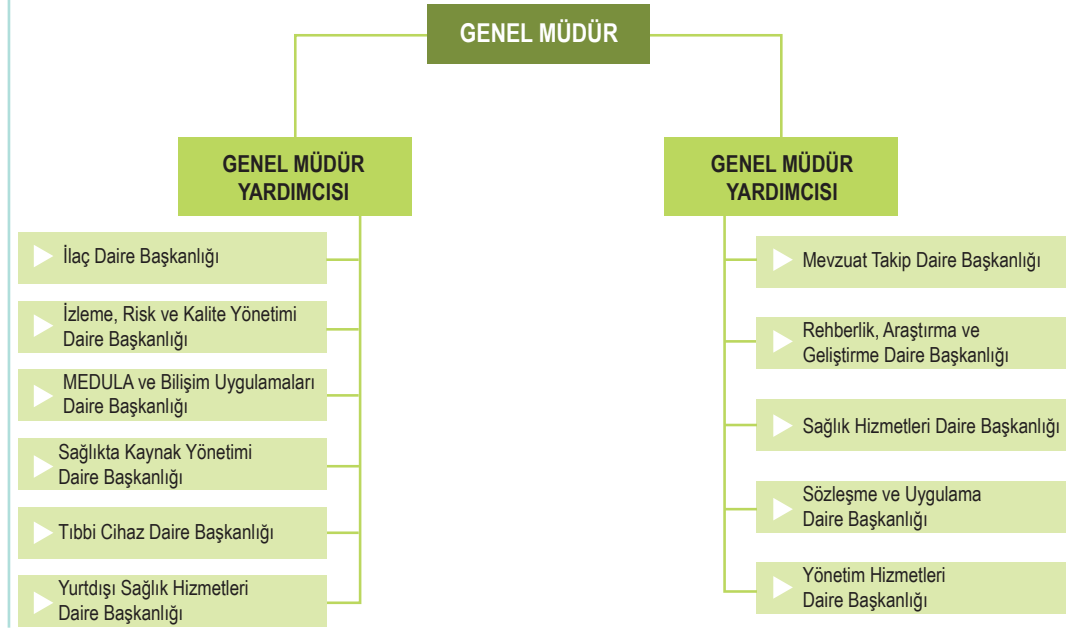 GENEL MÜDÜR
GENEL MÜDÜR
YARDIMCISI
İlaç Daire Başkanlığı
İzleme, Risk ve Kalite Yönetimi
Daire Başkanlığı
MEDULA ve Bilişim Uygulamaları
Daire Başkanlığı
Sağlıkta Kaynak Yönetimi
Daire Başkanlığı
Tıbbi Cihaz Daire Başkanlığı
Yurtdışı Sağlık Hizmetleri
Daire Başkanlığı
GENEL MÜDÜR
YARDIMCISI
Mevzuat Takip Daire Başkanlığı
Rehberlik, Araştırma ve
Geliştirme Daire Başkanlığı
Sağlık Hizmetleri Daire Başkanlığı
Sözleşme ve Uygulama
Daire Başkanlığı
Yönetim Hizmetleri
Daire Başkanlığı